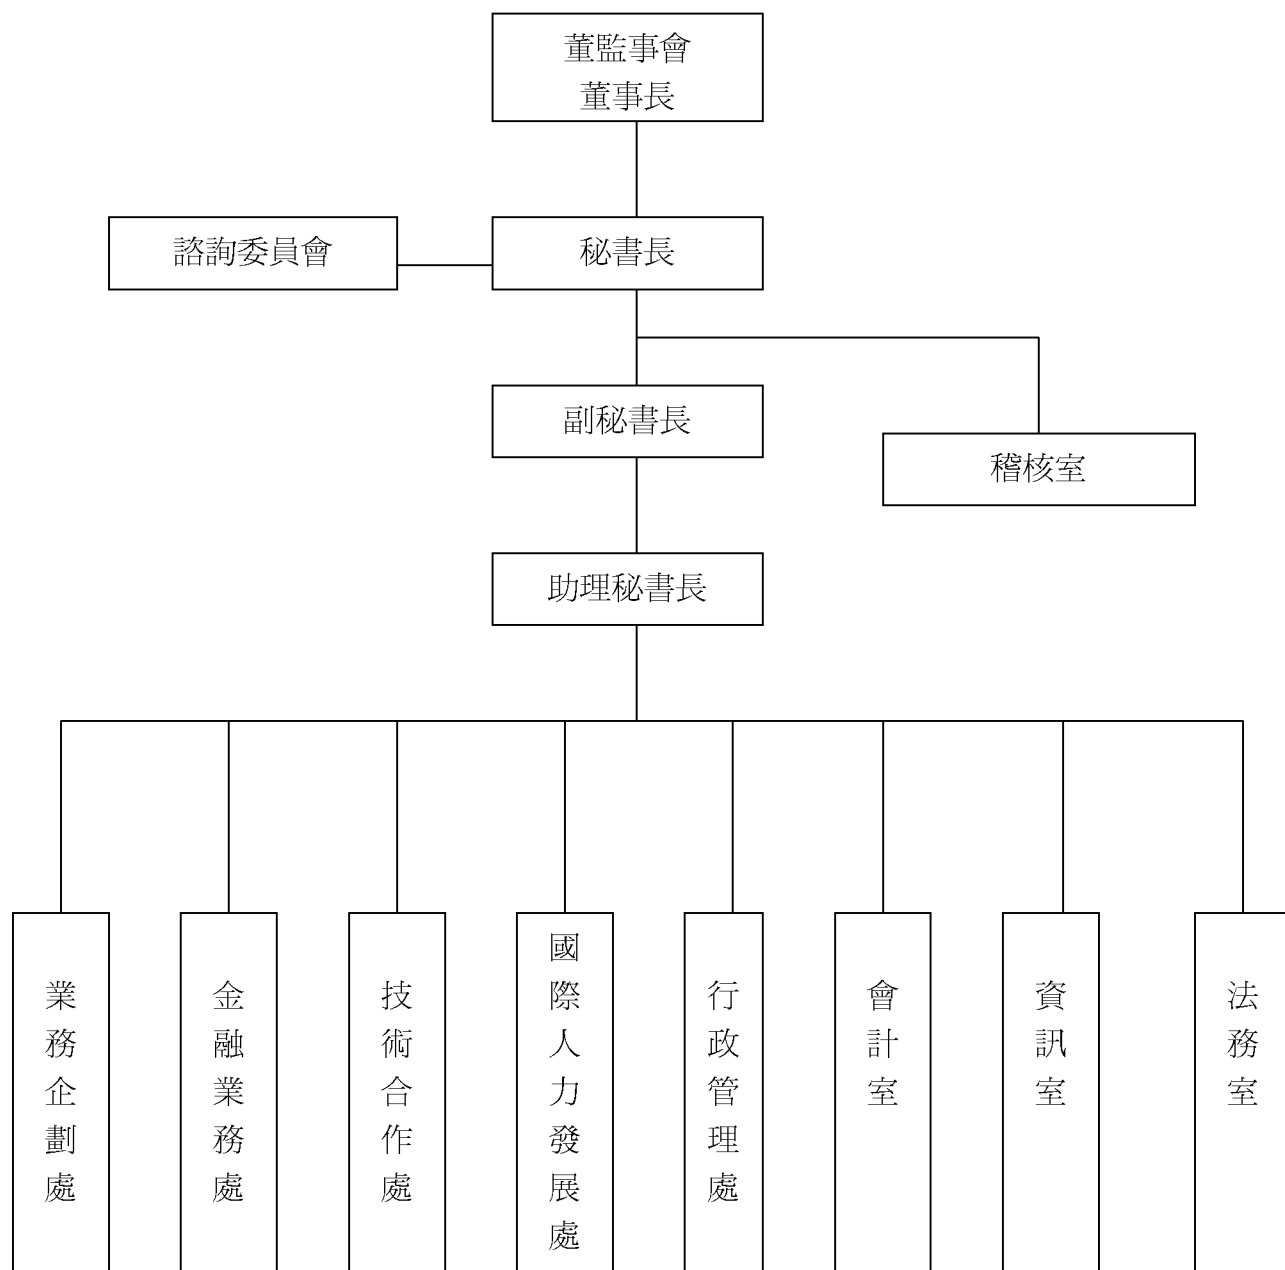 董監事會
董事長
諮詢委員會
秘書長
副秘書長
稽核室
助理秘書長
業務企劃處
金融業務處
技術合作處
國際人力發展處
行政管理處
會計室
資訊室
法務室